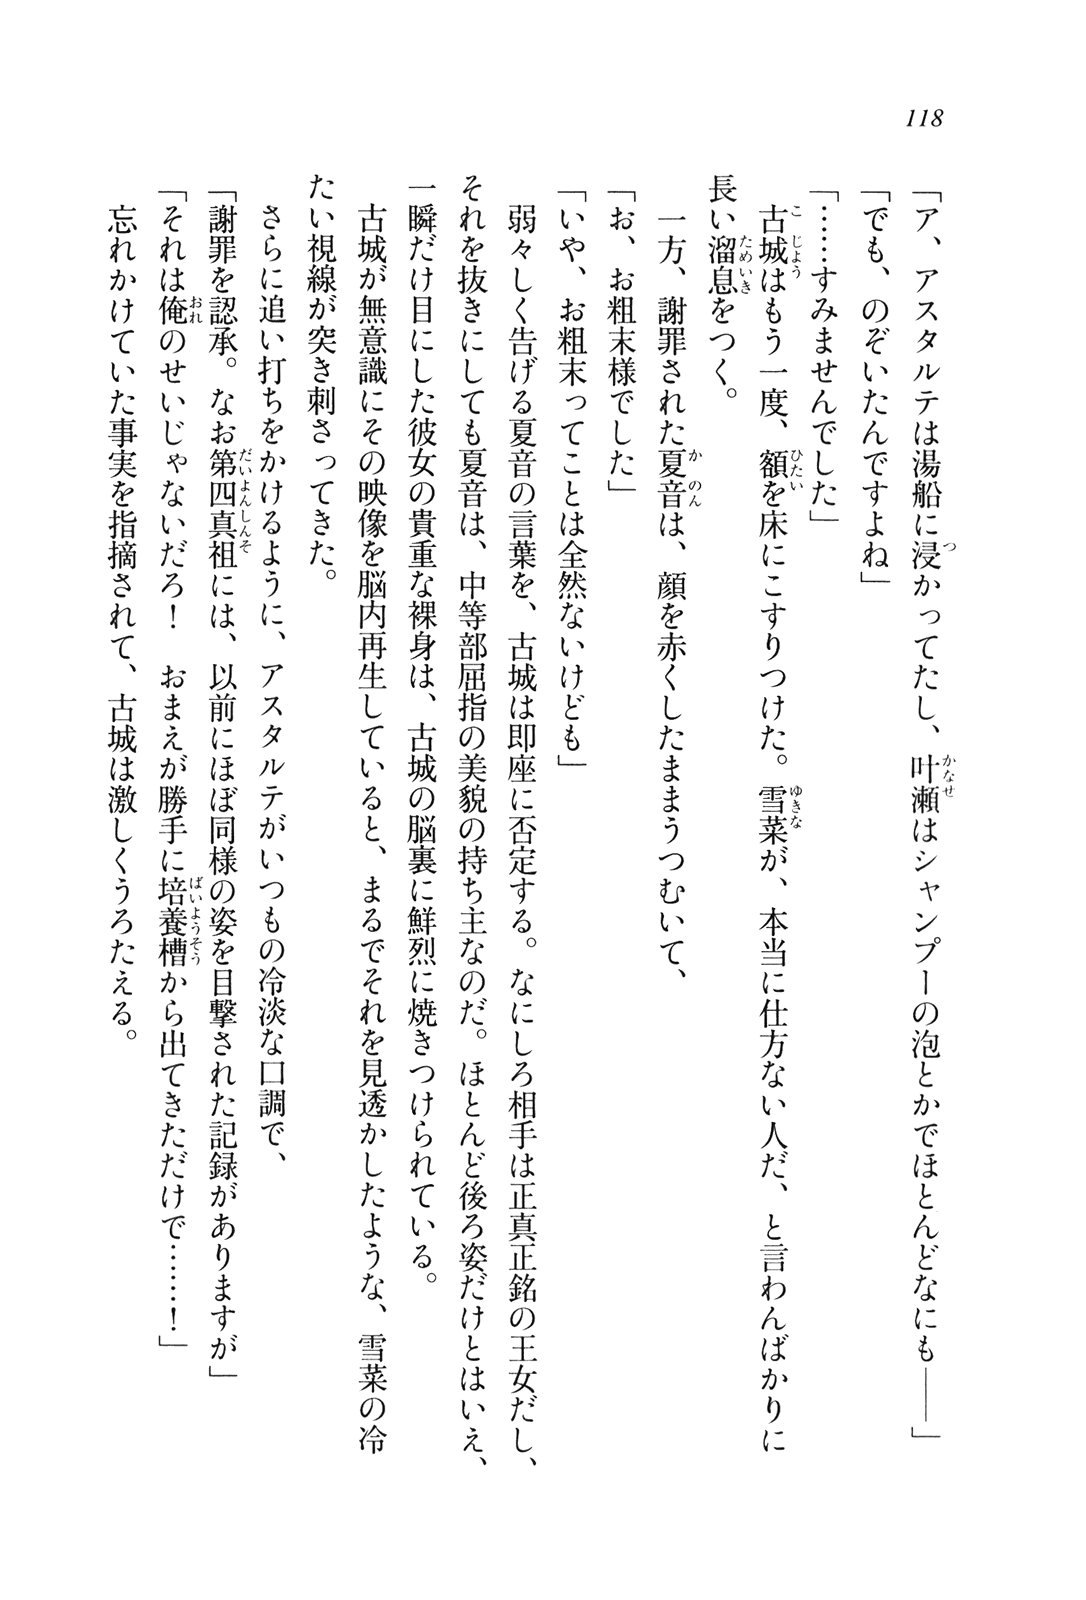 118
「ア、アスタルテは湯船に浸かってたし、叶瀬はシャンプーの泡とかでほとんどなにも――」
「でも、のぞいたんですよね」
「……すみませんでした」
　古城はもう一度、額を床にこすりつけた。雪菜が、本当に仕方ない人だ、と言わんばかりに
長い溜息をつく。
　一方、謝罪された夏音は、顔を赤くしたままうつむいて、
「お、お粗末様でした」
「いや、お粗末ってことは全然ないけども」
　弱々しく告げる夏音の言葉を、古城は即座に否定する。なにしろ相手は正真正銘の王女だし、
それを抜きにしても夏音は、中等部屈指の美貌の持ち主なのだ。ほとんど後ろ姿だけとはいえ、
一瞬だけ目にした彼女の貴重な裸身は、古城の脳裏に鮮烈に焼きつけられている。
　古城が無意識にその映像を脳内再生していると、まるでそれを見透かしたような、雪菜の冷
たい視線が突き刺さってきた。
　さらに追い打ちをかけるように、アスタルテがいつもの冷淡な口調で、
「謝罪を認承。なお第四真祖には、以前にほぼ同様の姿を目撃された記録がありますが」
「それは俺のせいじゃないだろ！　おまえが勝手に培養槽から出てきただけで……！」
　忘れかけていた事実を指摘されて、古城は激しくうろたえる。